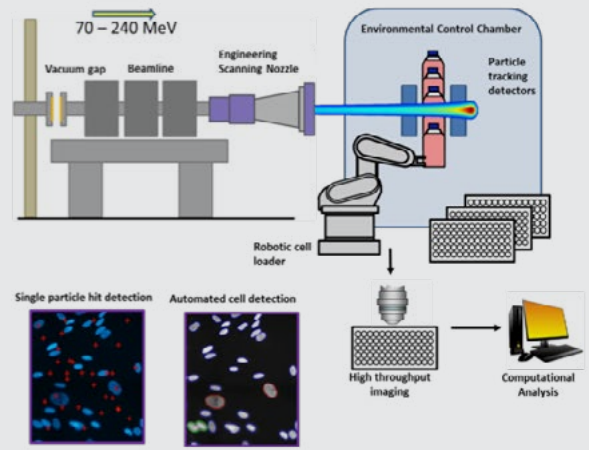 70 – 240 MeV
Vacuum gap
Beamline
Engineering
Scanning Nozzle
Environmental Control Chamber
Particle
tracking
detectors
Robotic cell
loader
Single particle hit detection
Automated cell detection
High throughput
imaging
Computational
Analysis